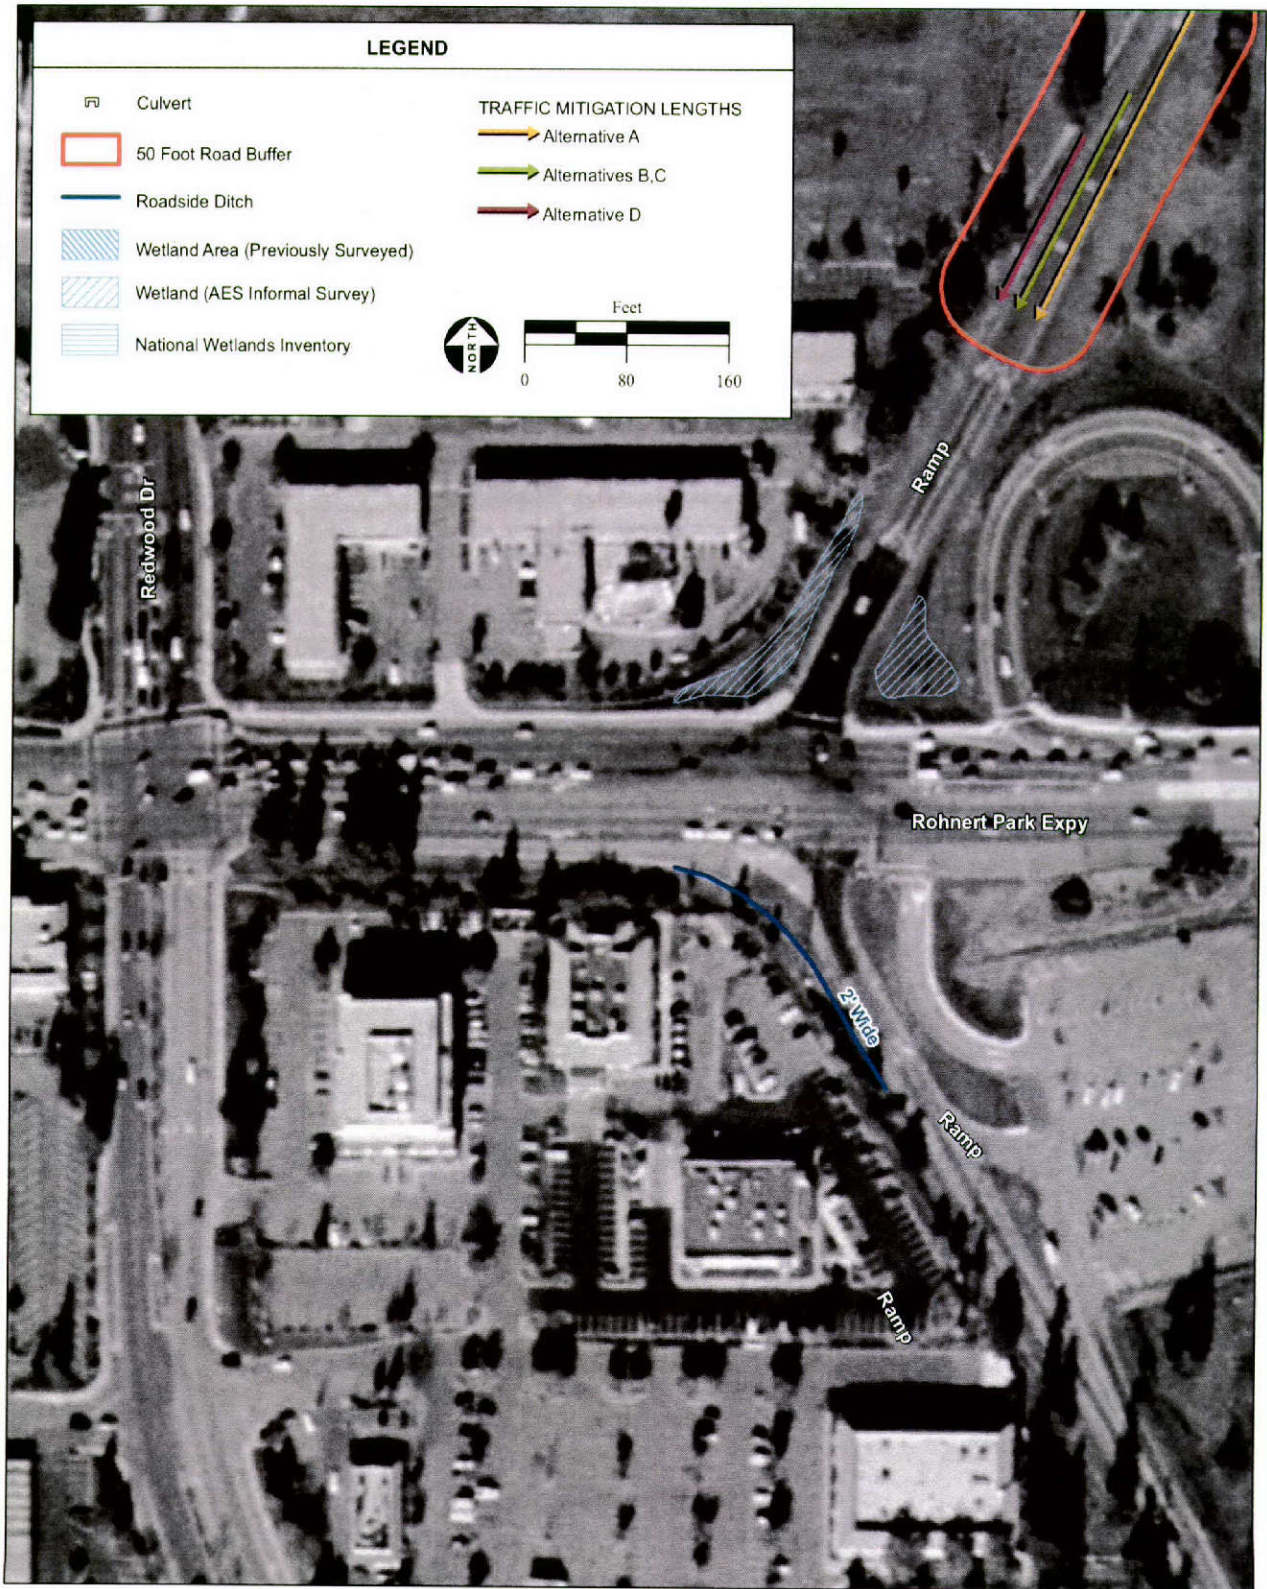 LEGEND
Culvert
50 Foot Road Buffer
Roadside Ditch
Wetland Area (Previously Surveyed)
Wetland (AES Informal Survey)
National Wetlands Inventory
TRAFFIC MITIGATION LENGTHS
Alternative A
Alternatives B,C
Alternative D
NORTH
Feet
0 80 160
Ramp
Redwood Dr
Rohnert Park Expy
2' Wide
Ramp
Ramp